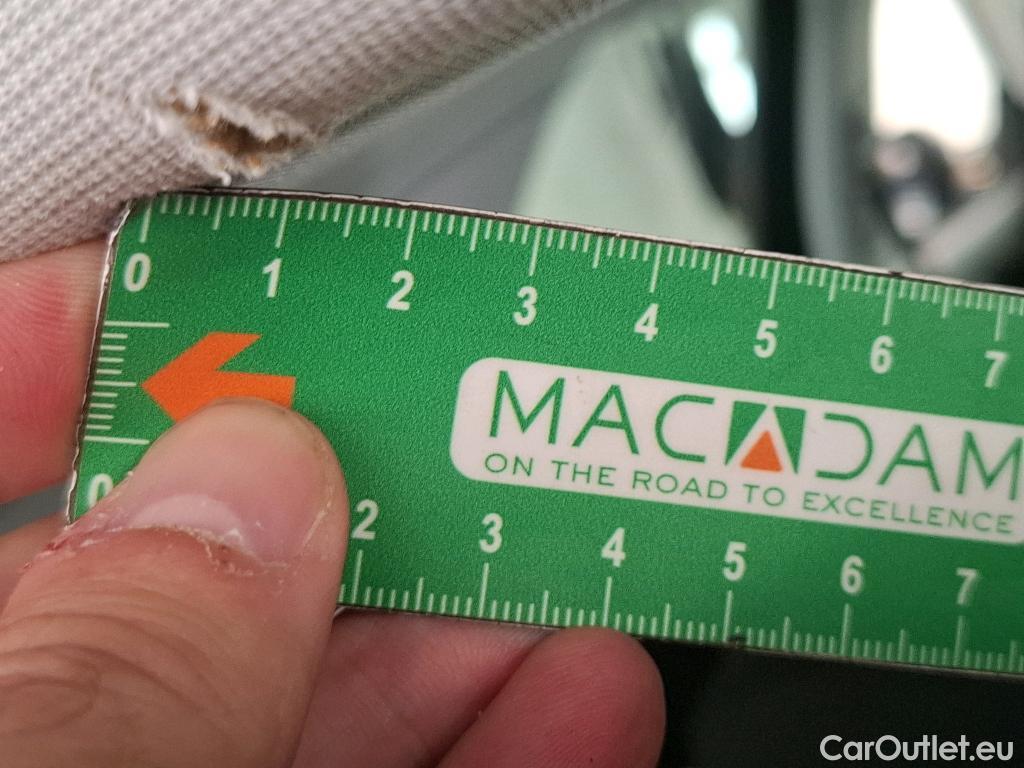 0 1 2 3 4 5 6 7
MACADAM
ON THE ROAD TO EXCELLENCE
0 2 3 4 5 6 7
CarOutlet.eu